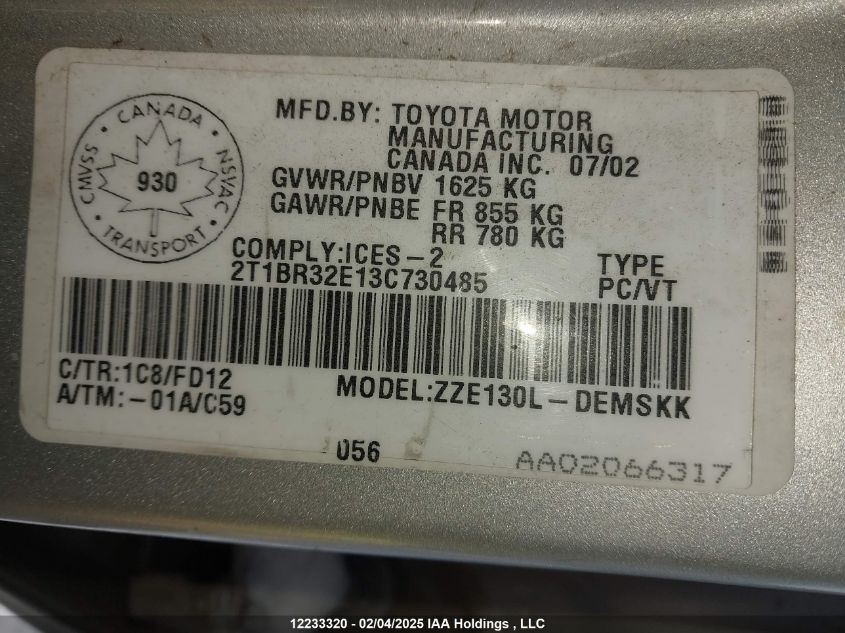 CANADA
CMVSS
NSVAC
930
TRANSPORT
MFD.BY: TOYOTA MOTOR
MANUFACTURING
CANADA INC. 07/02
GVWR/PNBV 1625 KG
GAWR/PNBE FR 855 KG
RR 780 KG
COMPLY:ICES-2
TYPE
2T1BR32E13C730485
PC/VT
C/TR:1C8/FD12
A/TM:-01A/C59
MODEL:ZZE130L-DEMSKK
056
AA02066317
12233320 - 02/04/2025 IAA Holdings , LLC